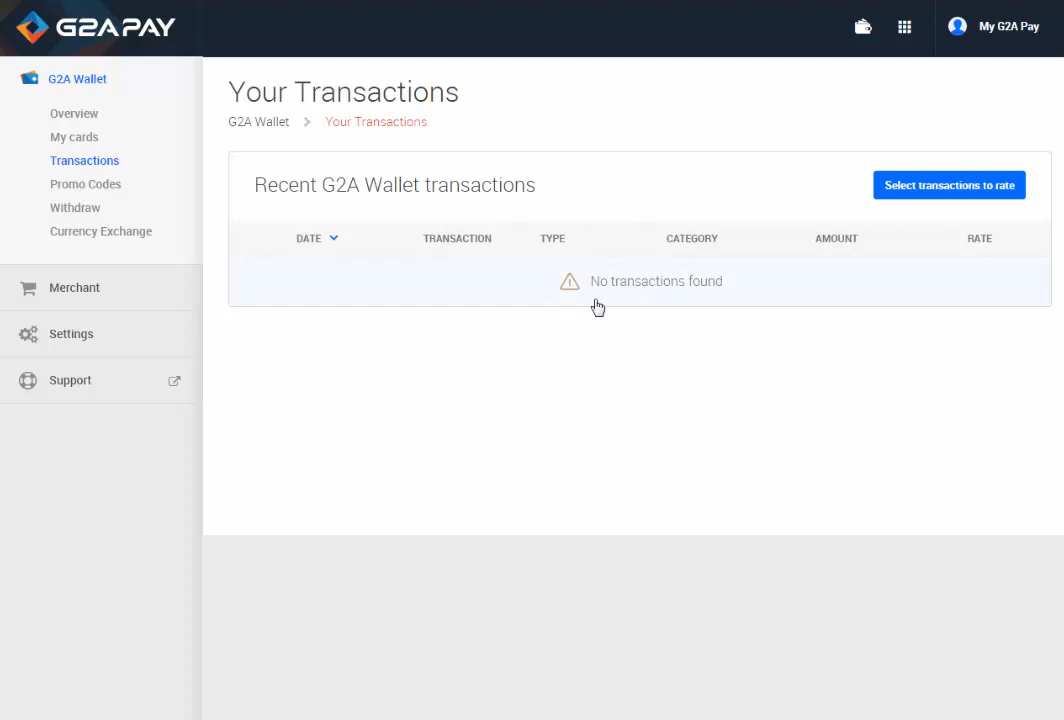 G2A PAY
My G2A Pay
G2A Wallet
Overview
My cards
Transactions
Promo Codes
Withdraw
Currency Exchange
Merchant
Settings
Support
Your Transactions
G2A Wallet > Your Transactions
Recent G2A Wallet transactions
Select transactions to rate
DATE TRANSACTION TYPE CATEGORY AMOUNT RATE
No transactions found